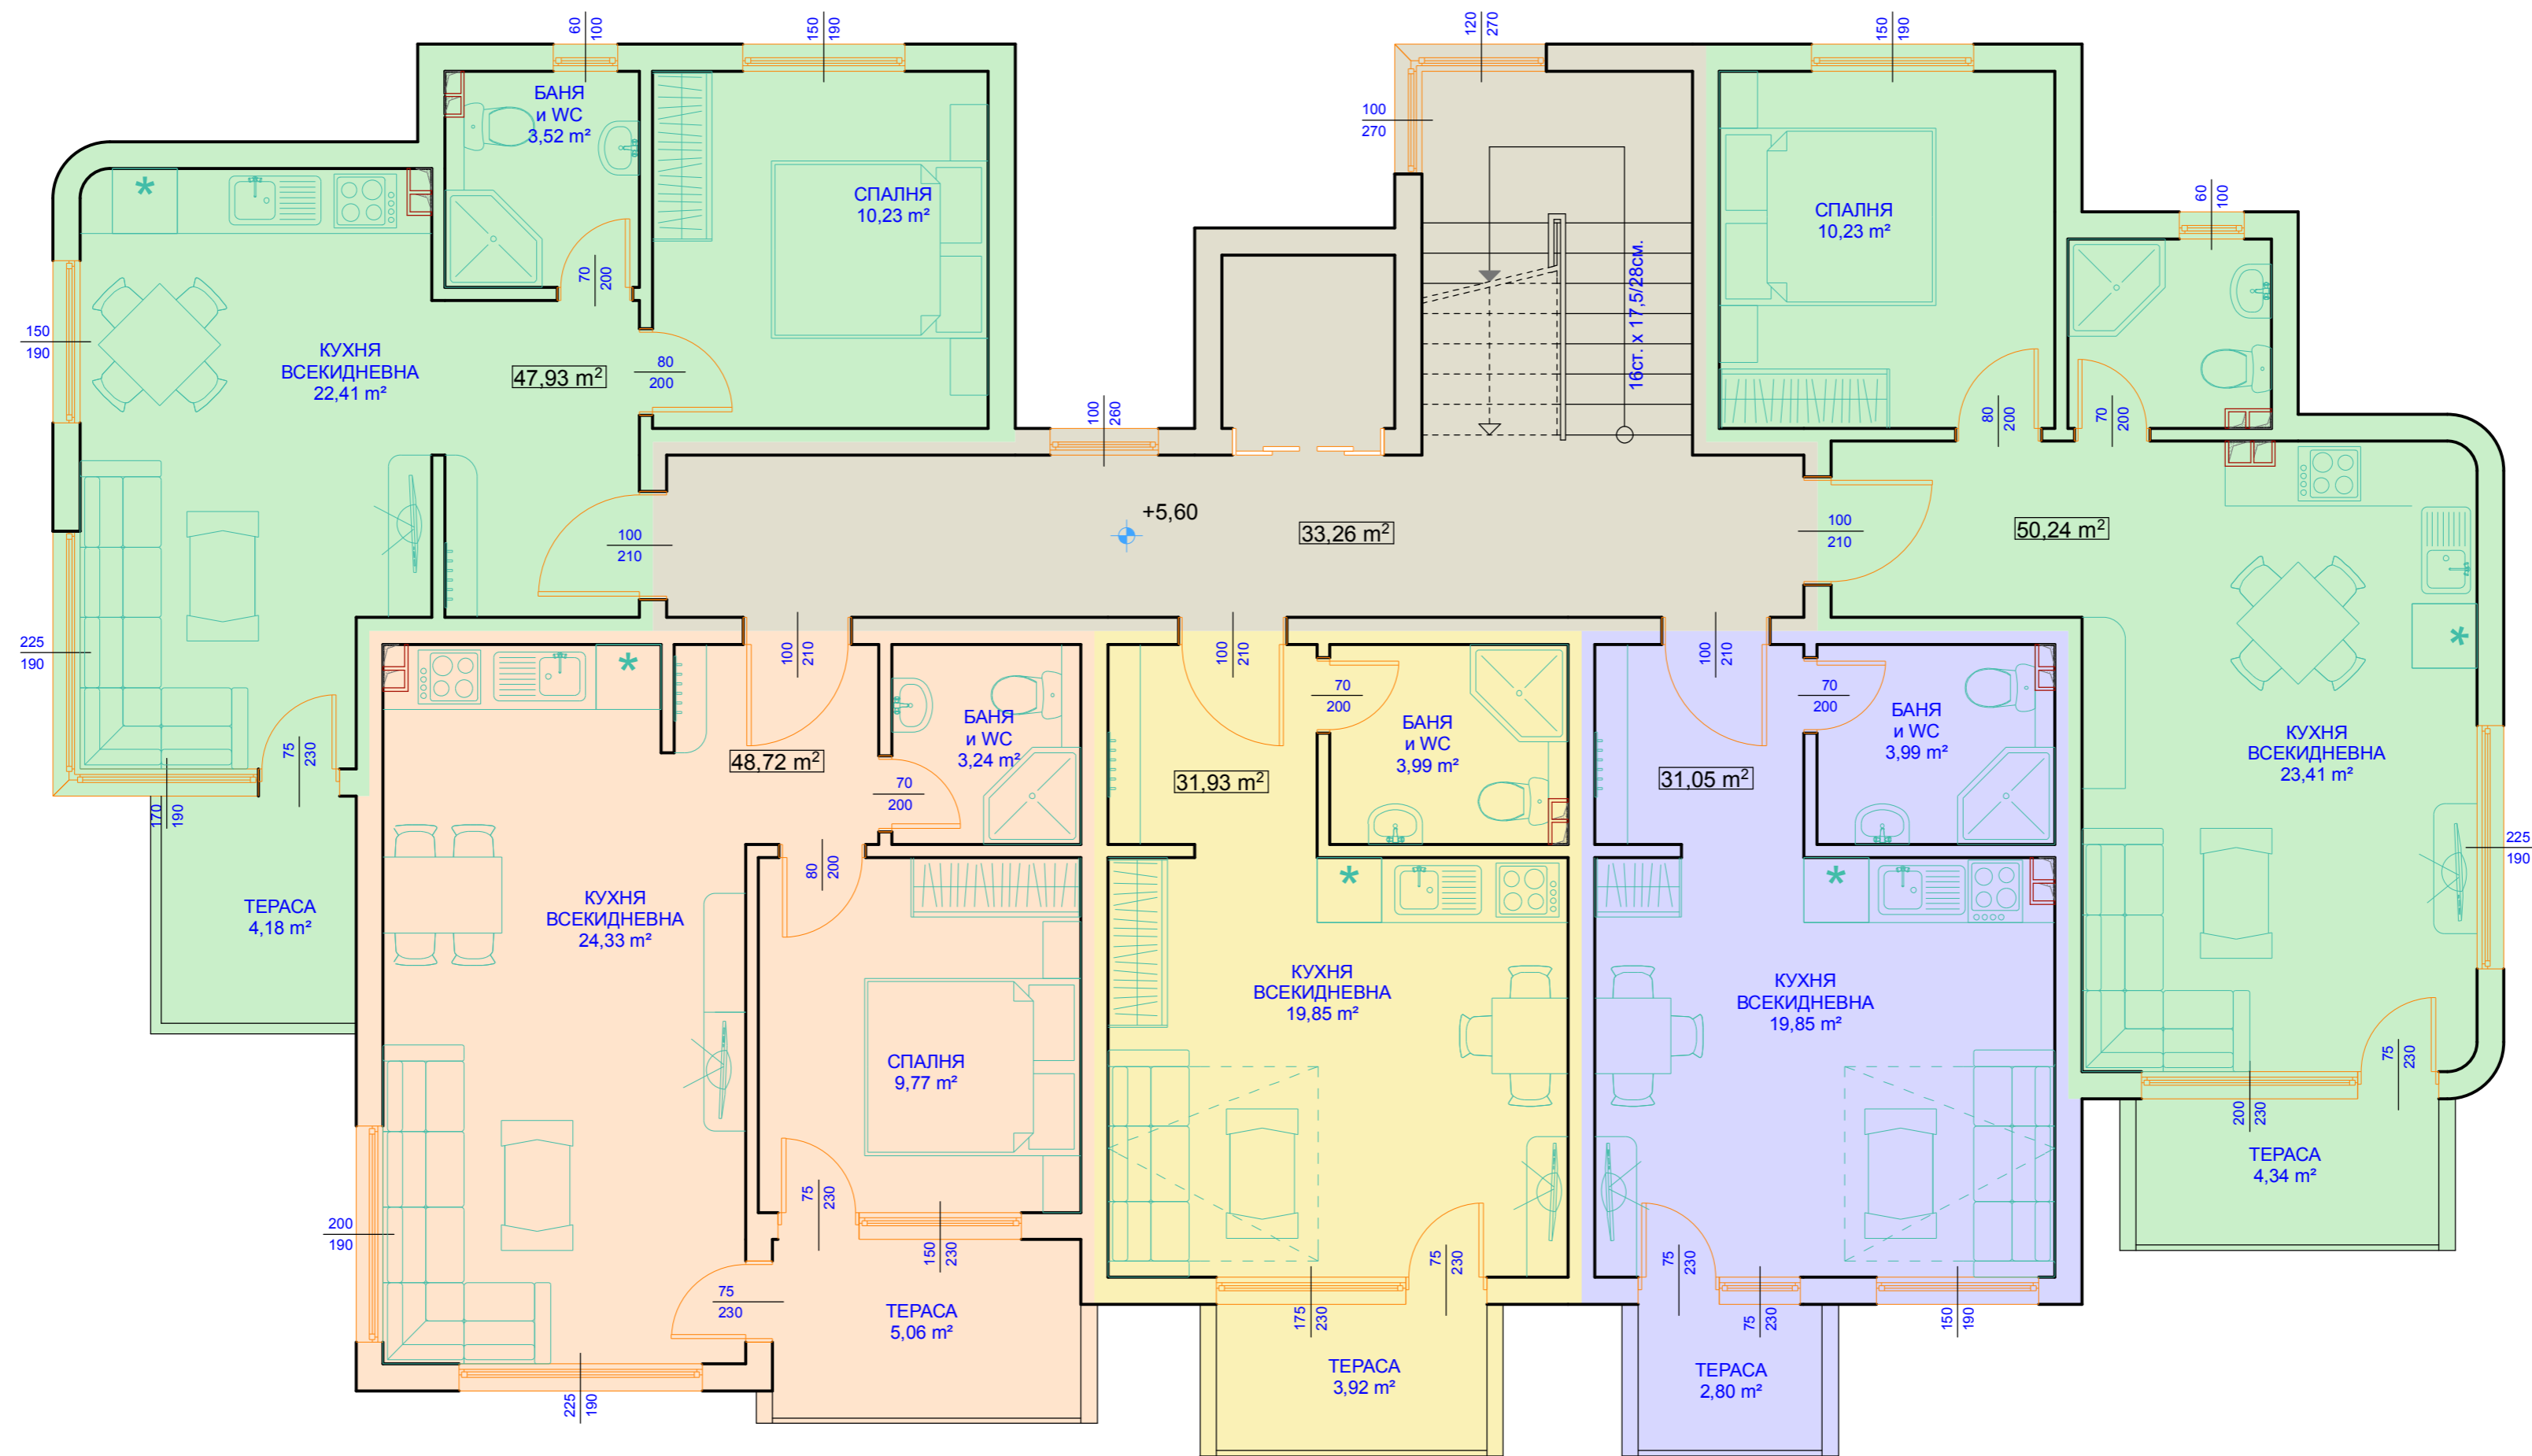 60
100
150
190
120
270
150
190
БАНЯ
и WC
3,52 m²
100
270
СПАЛНЯ
10,23 m²
СПАЛНЯ
10,23 m²
60
100
70
200
16ст. х 17,5/28см.
150
190
КУХНЯ
ВСЕКИДНЕВНА
22,41 m²
47,93 m²
80
200
100
260
80
200
70
200
+5,60
33,26 m²
100
210
100
210
50,24 m²
225
190
100
210
100
210
100
210
75
230
48,72 m²
БАНЯ
и WC
3,24 m²
70
200
70
200
БАНЯ
и WC
3,99 m²
31,93 m²
70
200
БАНЯ
и WC
3,99 m²
31,05 m²
КУХНЯ
ВСЕКИДНЕВНА
23,41 m²
170
190
80
200
225
190
ТЕРАСА
4,18 m²
КУХНЯ
ВСЕКИДНЕВНА
24,33 m²
КУХНЯ
ВСЕКИДНЕВНА
19,85 m²
КУХНЯ
ВСЕКИДНЕВНА
19,85 m²
СПАЛНЯ
9,77 m²
75
230
200
230
ТЕРАСА
4,34 m²
200
190
75
230
150
230
75
230
75
230
75
230
ТЕРАСА
5,06 m²
175
230
75
230
150
190
225
190
ТЕРАСА
3,92 m²
ТЕРАСА
2,80 m²